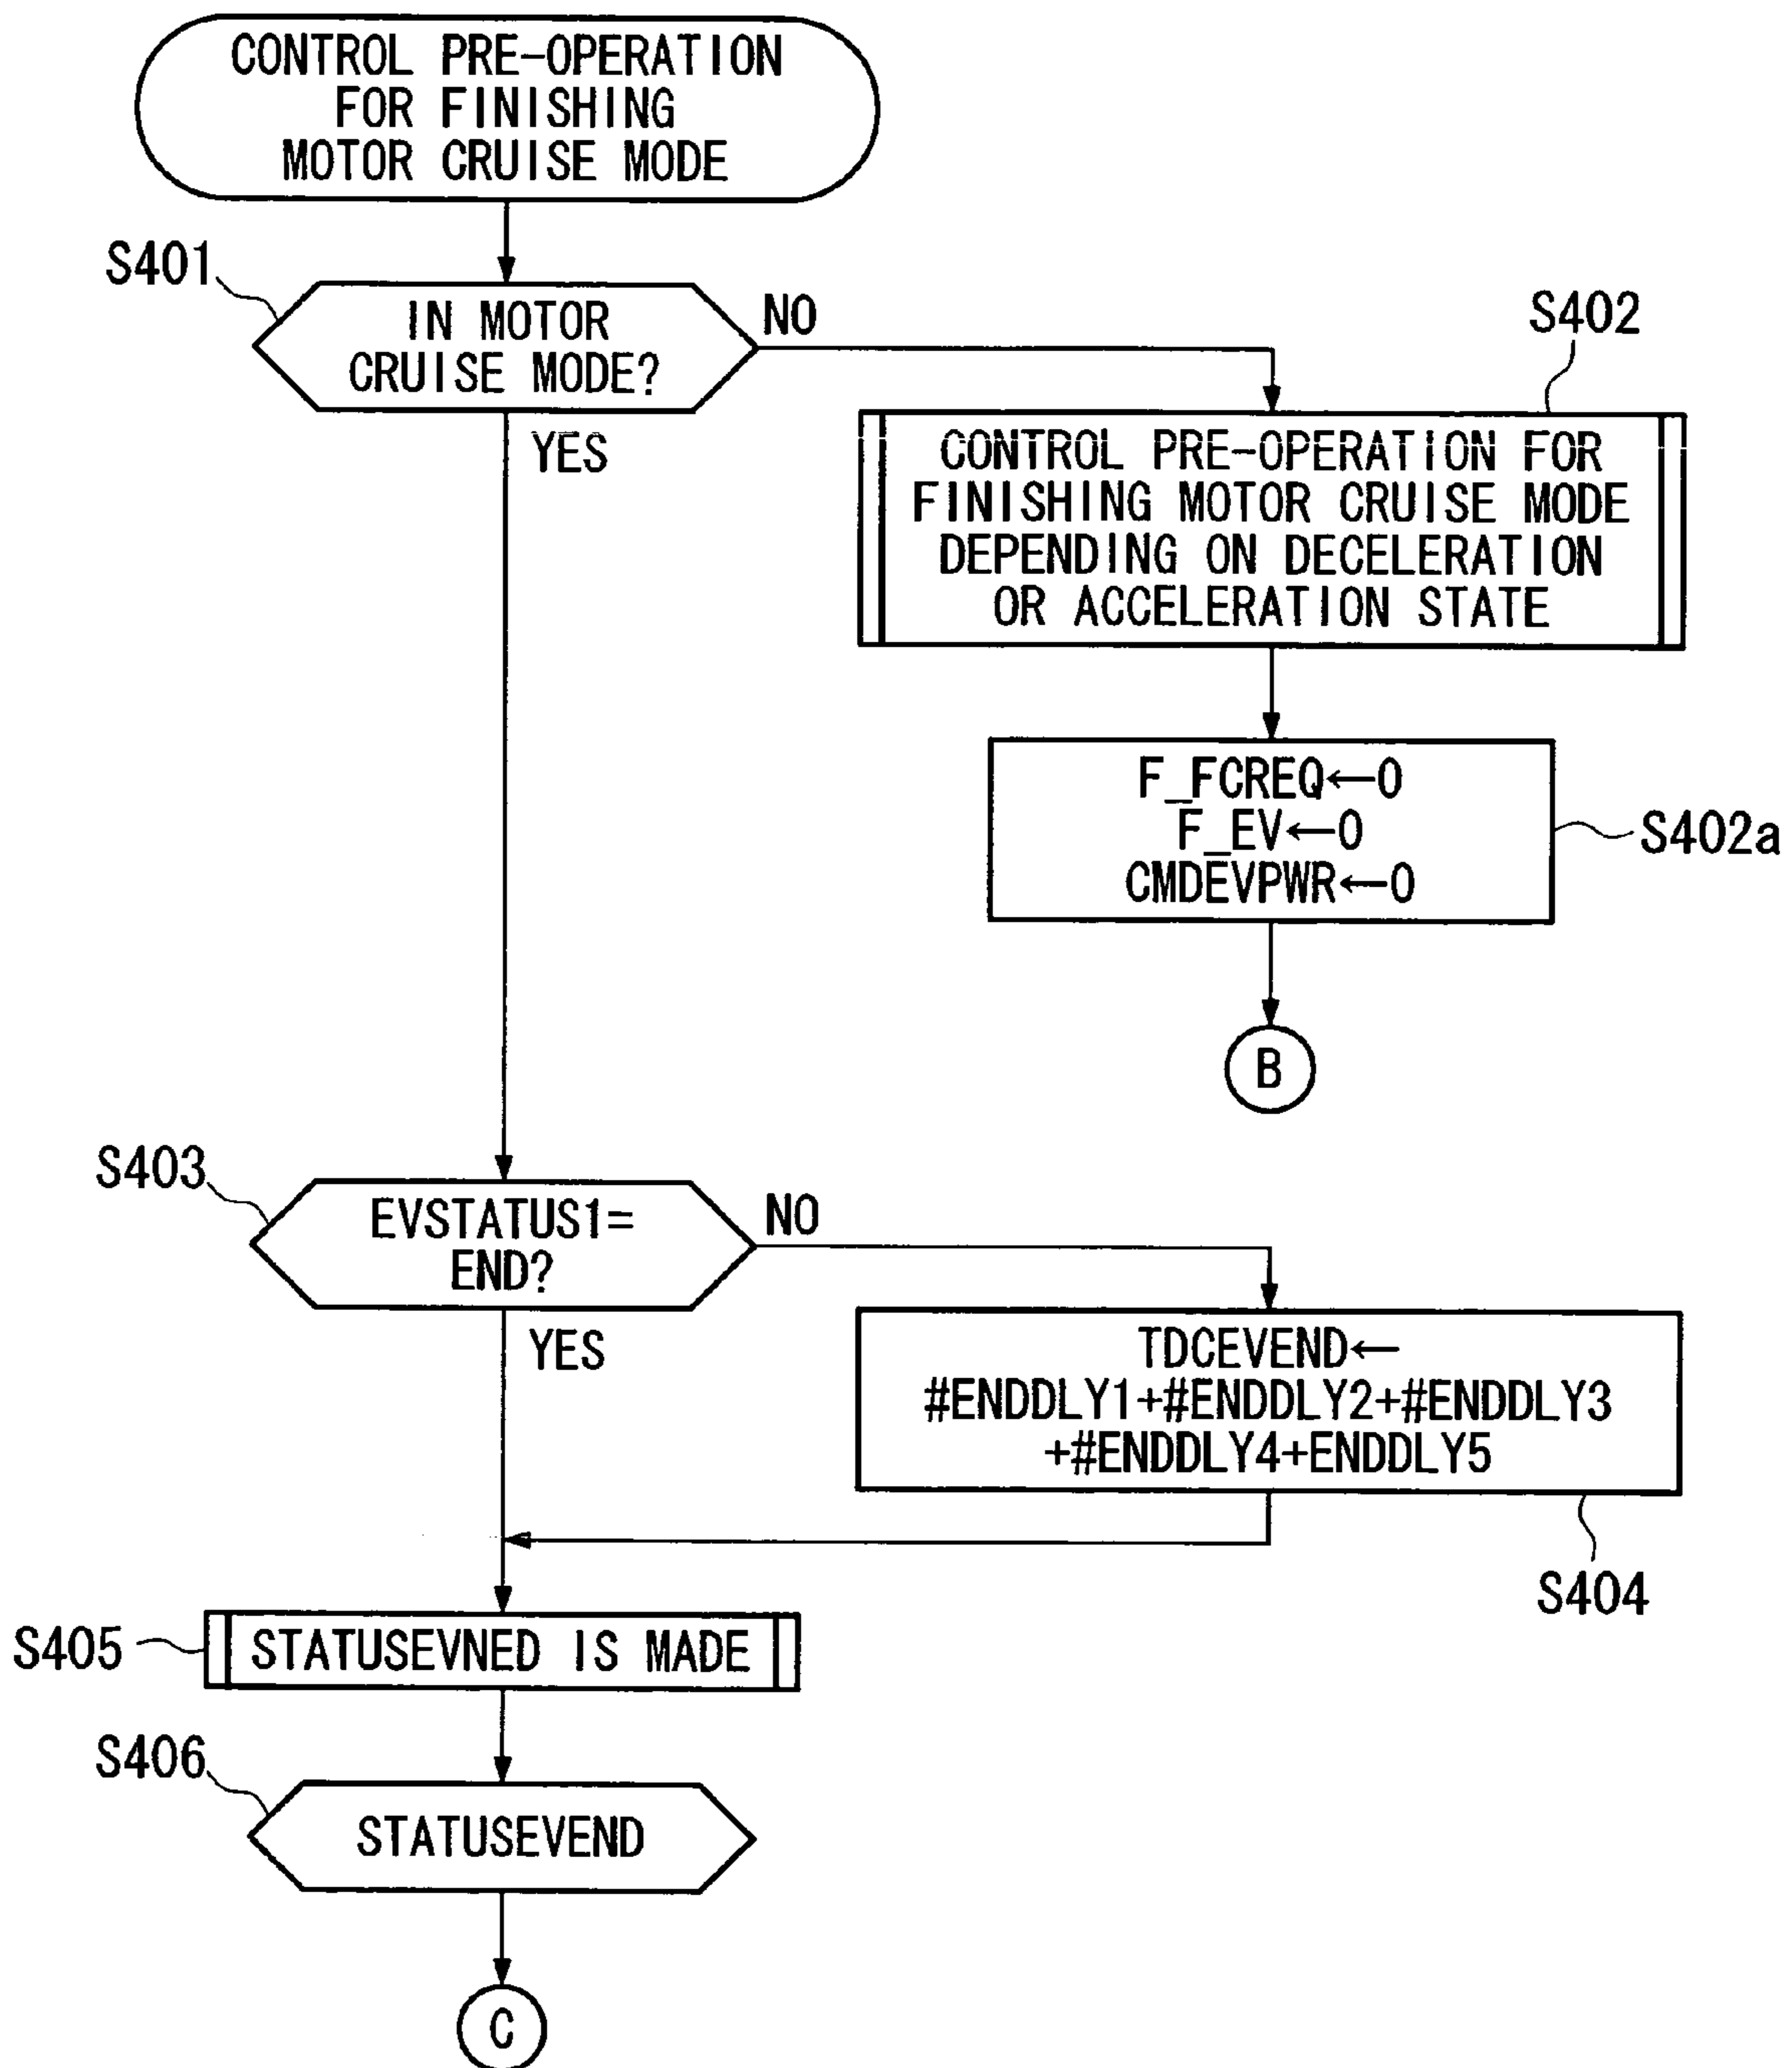 CONTROL PRE-OPERATION
FOR FINISHING
MOTOR CRUISE MODE
S401
IN MOTOR
CRUISE MODE?
NO
YES
S402
CONTROL PRE-OPERATION FOR
FINISHING MOTOR CRUISE MODE
DEPENDING ON DECELERATION
OR ACCELERATION STATE
F_FCREQ←0
F_EV←0
CMDEVPWR←0
S402a
B
S403
EVSTATUS1=
END?
NO
YES
TDCEVEND←
#ENDDLY1+#ENDDLY2+#ENDDLY3
+#ENDDLY4+ENDDLY5
S404
S405
STATUSEVNED IS MADE
S406
STATUSEVEND
C